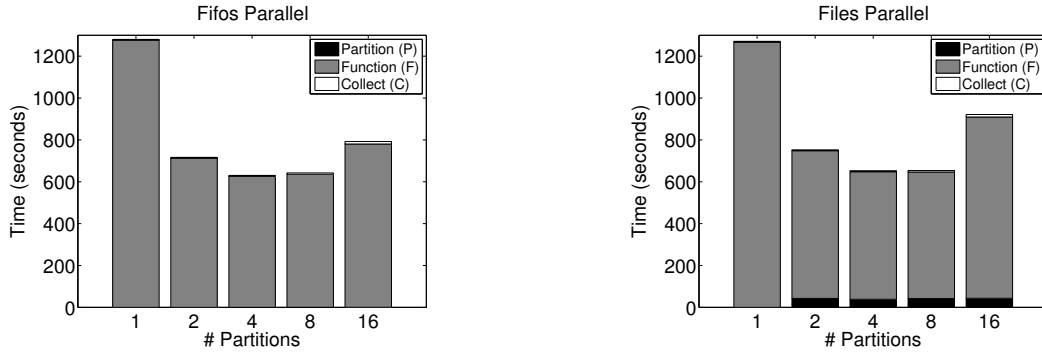 Fifos Parallel
Partition (P)
Function (F)
Collect (C)
1200
1000
800
600
400
200
0
Time (seconds)
1 2 4 8 16
# Partitions
Files Parallel
Partition (P)
Function (F)
Collect (C)
1200
1000
800
600
400
200
0
Time (seconds)
1 2 4 8 16
# Partitions